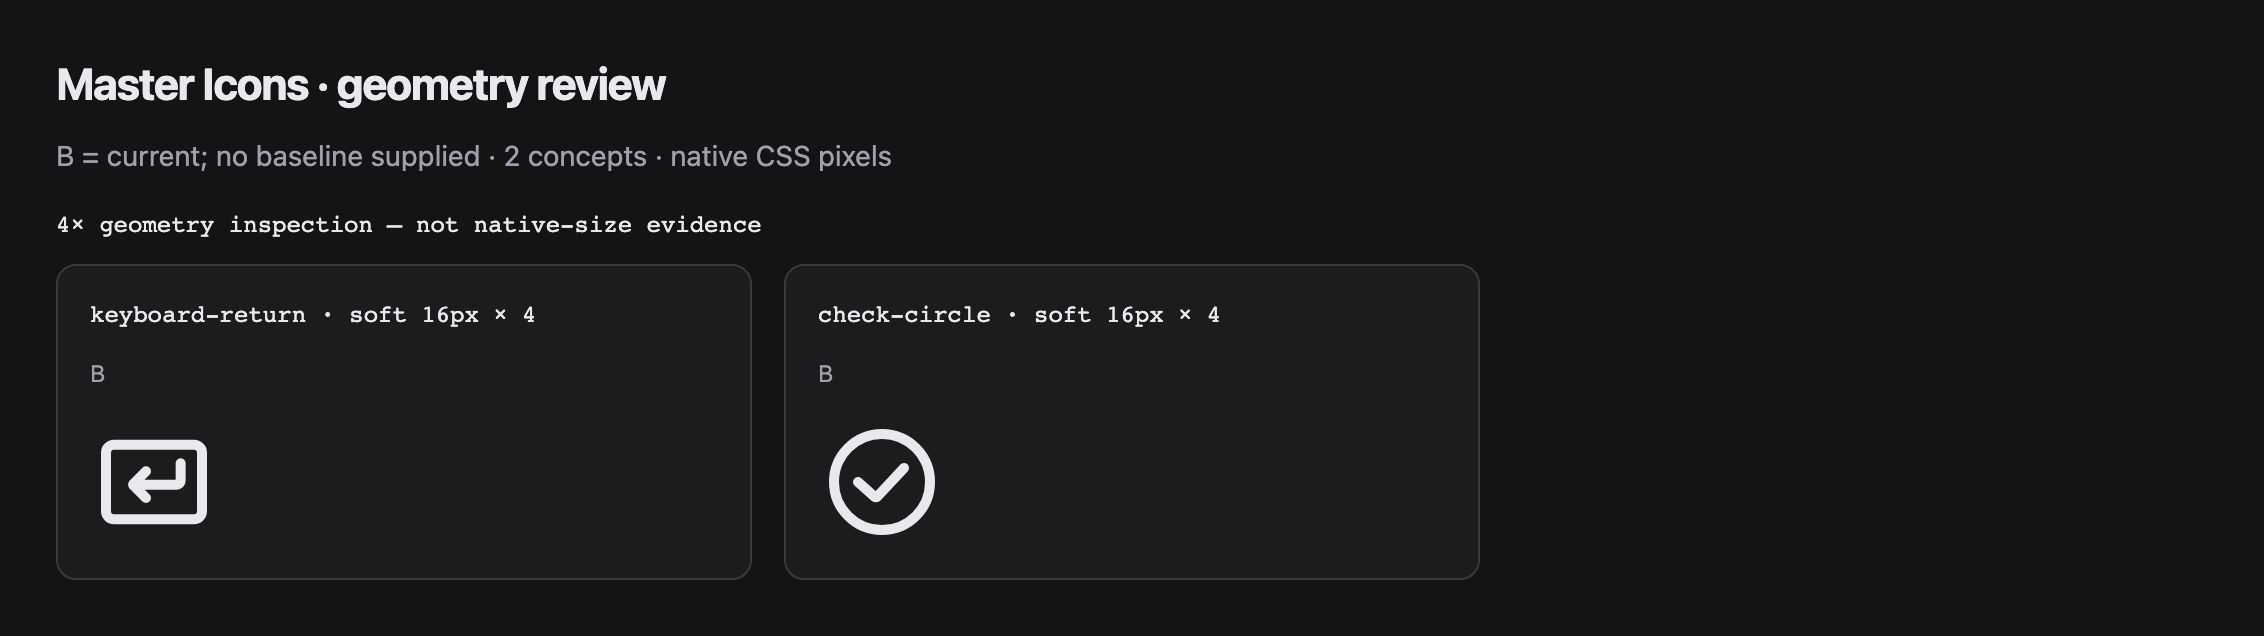 Master Icons · geometry review
B = current; no baseline supplied · 2 concepts · native CSS pixels
4× geometry inspection — not native-size evidence
keyboard-return · soft 16px × 4
B
check-circle · soft 16px × 4
B